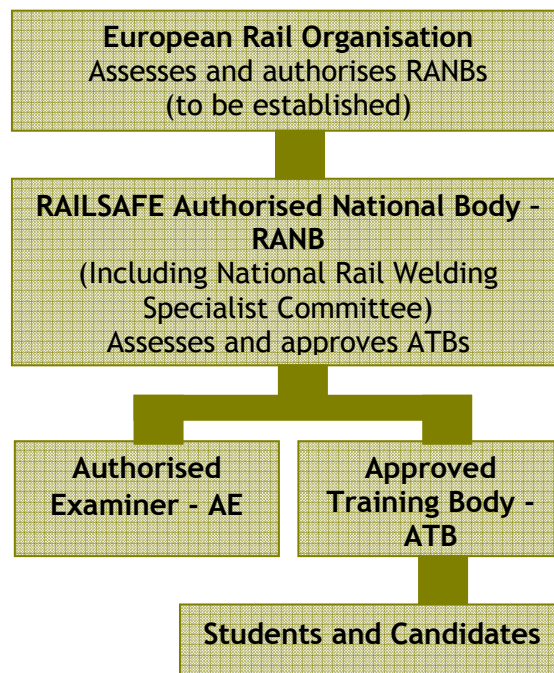 European Rail Organisation
Assesses and authorises RANBs
(to be established)
RAILSAFE Authorised National Body –
RANB
(Including National Rail Welding
Specialist Committee)
Assesses and approves ATBs
Authorised
Examiner - AE
Approved
Training Body -
ATB
Students and Candidates